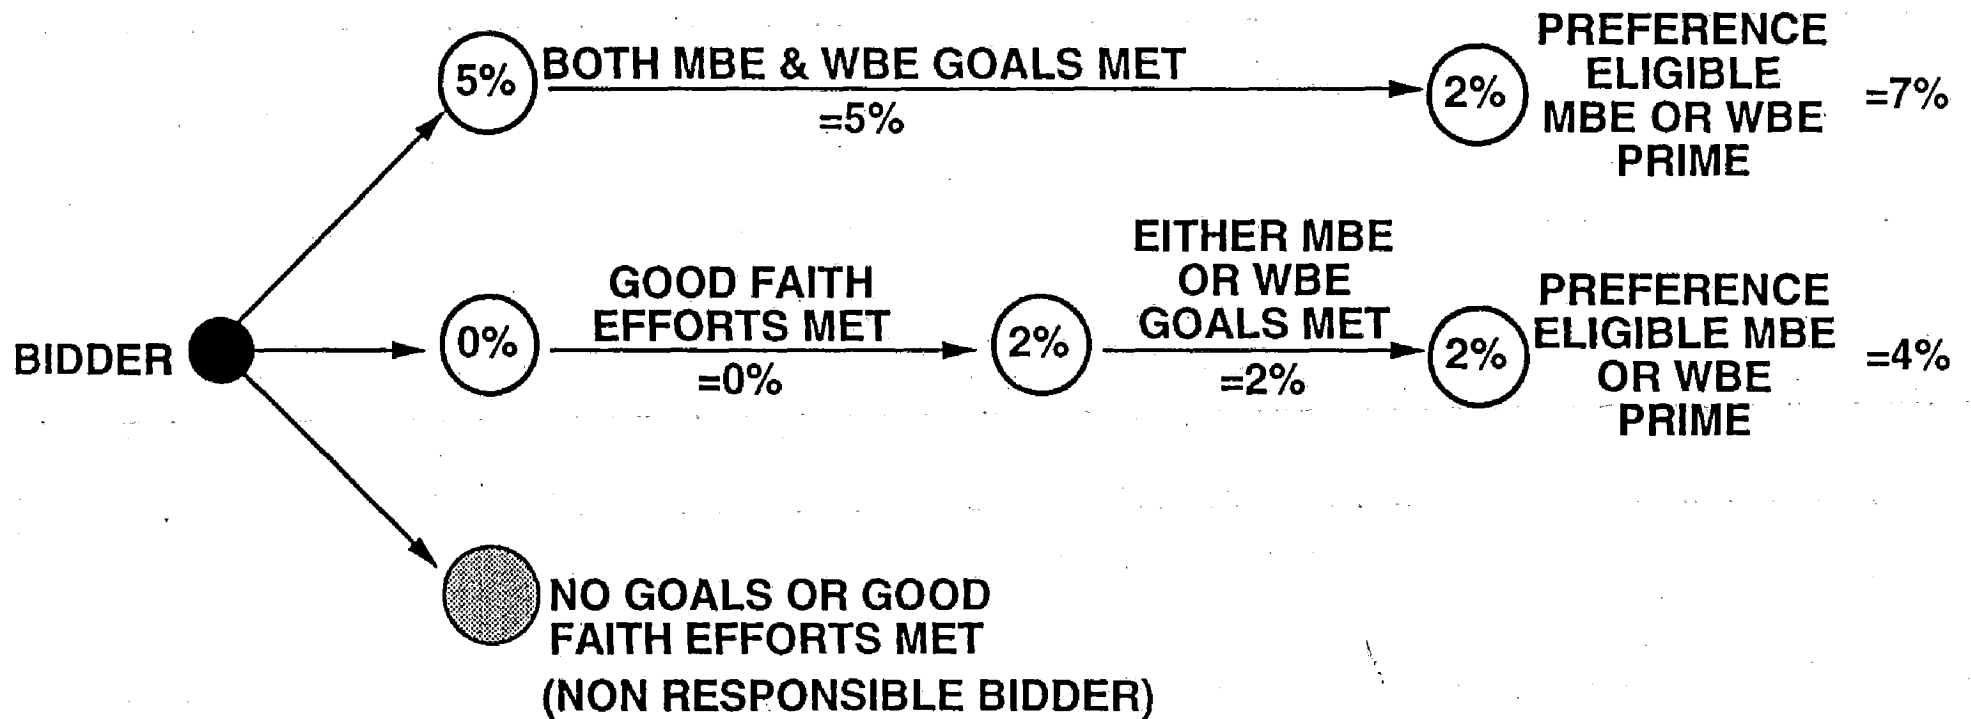 5%
BOTH MBE & WBE GOALS MET
=5%
2%
PREFERENCE
ELIGIBLE
MBE OR WBE
PRIME
=7%
BIDDER
0%
GOOD FAITH
EFFORTS MET
=0%
2%
EITHER MBE
OR WBE
GOALS MET
=2%
2%
PREFERENCE
ELIGIBLE MBE
OR WBE
PRIME
=4%
NO GOALS OR GOOD
FAITH EFFORTS MET
(NON RESPONSIBLE BIDDER)